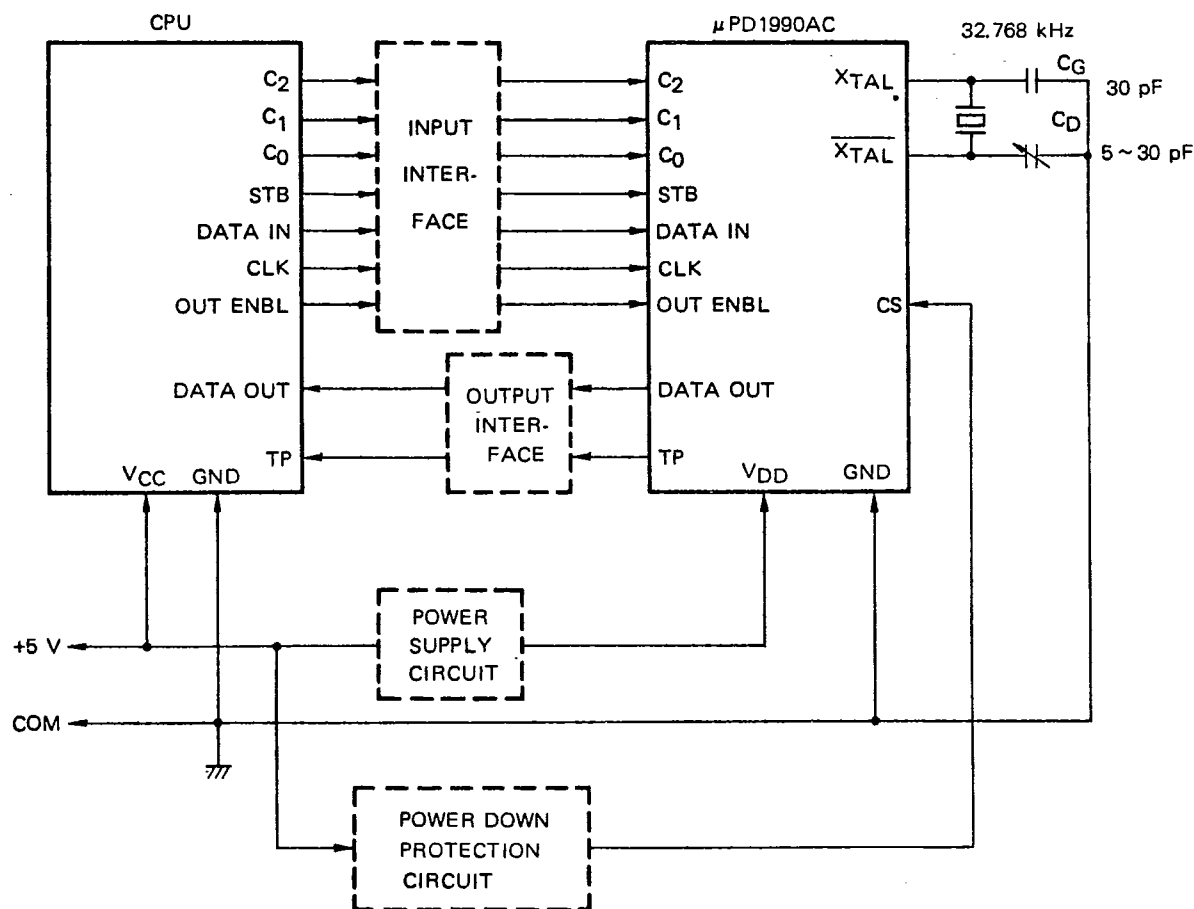 CPU
μPD1990AC
32.768 kHz
C2
C1
C0
STB
DATA IN
CLK
OUT ENBL
DATA OUT
TP
VCC
GND
INPUT
INTER-
FACE
OUTPUT
INTER-
FACE
C2
C1
C0
STB
DATA IN
CLK
OUT ENBL
DATA OUT
TP
VDD
GND
XTAL
XTAL
CS
CG
30 pF
CD
5~30 pF
+5 V
COM
POWER
SUPPLY
CIRCUIT
POWER DOWN
PROTECTION
CIRCUIT